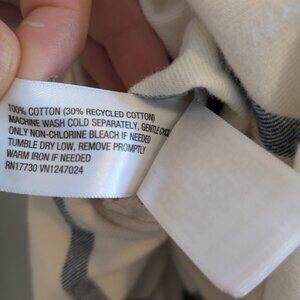 100% COTTON (30% RECYCLED COTTON)
MACHINE WASH COLD SEPARATELY, GENTLE CYCL
ONLY NON-CHLORINE BLEACH IF NEEDED
TUMBLE DRY LOW, REMOVE PROMPTLY
WARM IRON IF NEEDED
RN17730 VN1247024